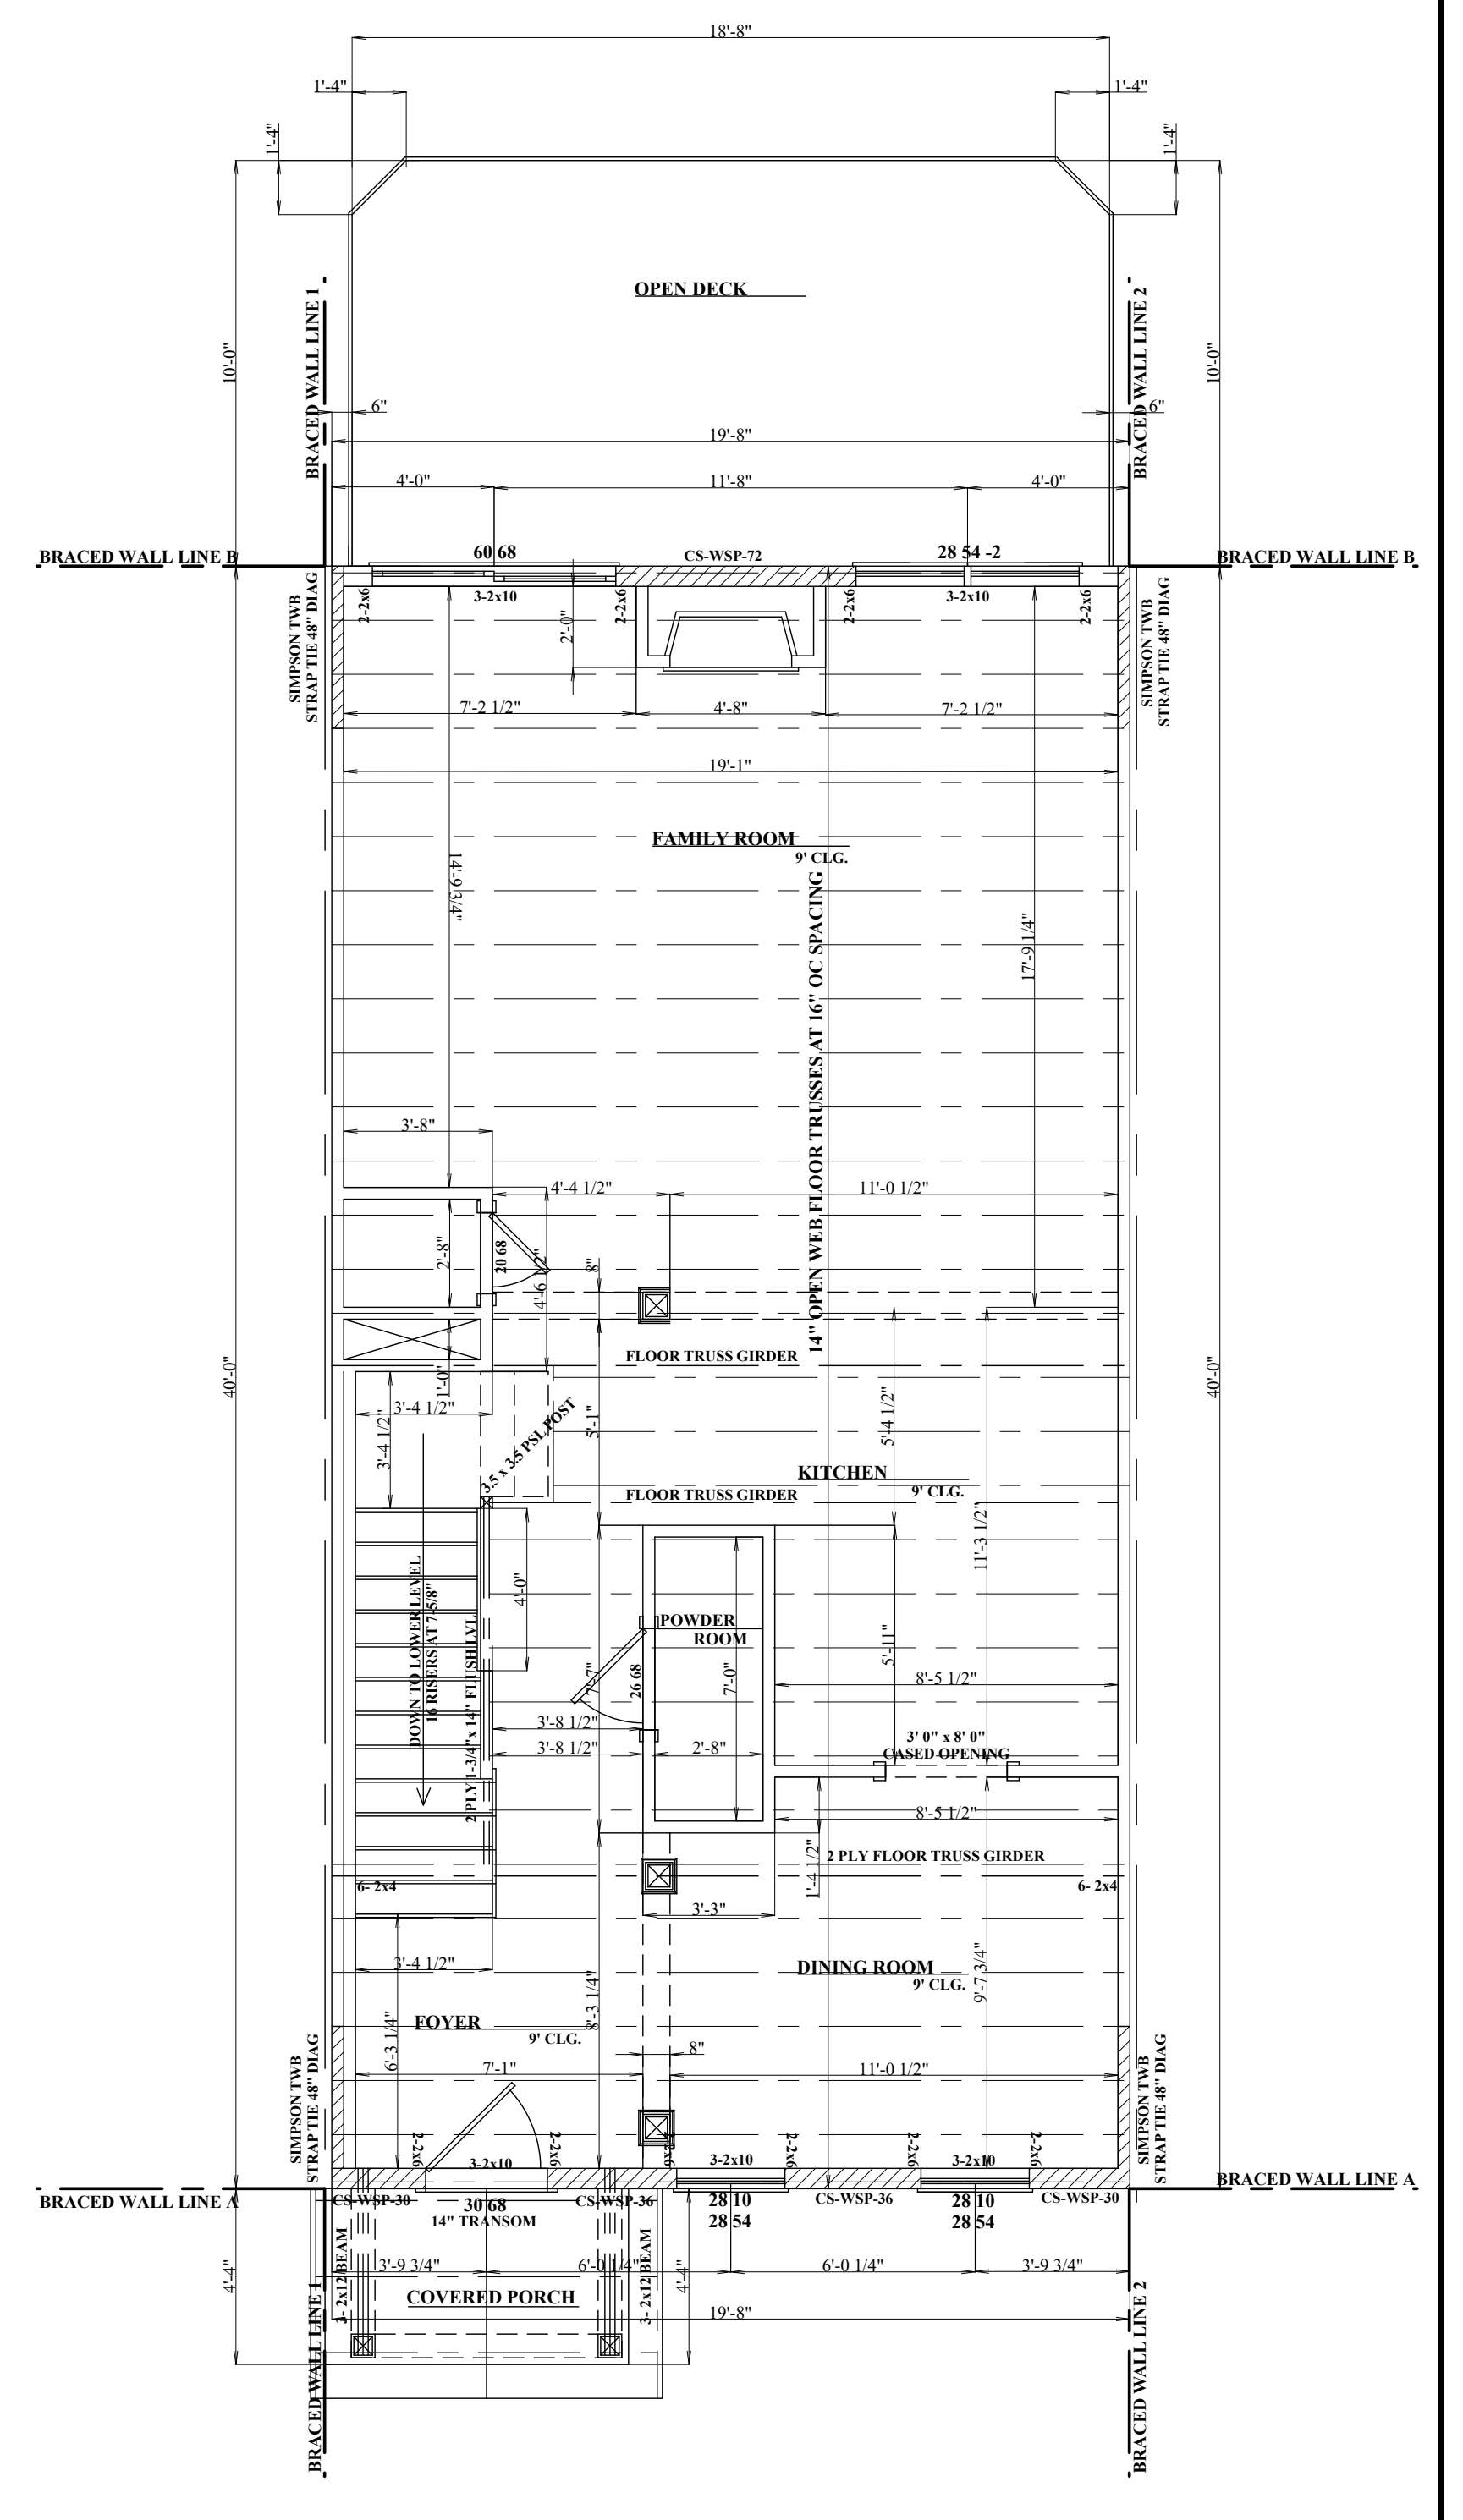 18'-8"
1'-4"
1'-4"
1'-4"
1'-4"
OPEN DECK
BRACED WALL LINE 1
BRACED WALL LINE 2
10'-0"
10'-0"
6"
6"
19'-8"
4'-0"
11'-8"
4'-0"
BRACED WALL LINE B
60 68
CS-WSP-72
28 54 -2
BRACED WALL LINE B
SIMPSON TWB
STRAP TIE 48" DIAG
2-2x6
3-2x10
2-2x6
2'-0"
2-2x6
3-2x10
2-2x6
SIMPSON TWB
STRAP TIE 48" DIAG
7'-2 1/2"
4'-8"
7'-2 1/2"
19'-1"
FAMILY ROOM
9' CLG.
14'-9 3/4"
14" OPEN WEB FLOOR TRUSSES AT 16" OC SPACING
17'-9 1/4"
3'-8"
4'-4 1/2"
11'-0 1/2"
2'-8"
20 68
4'-6 1/2"
8"
FLOOR TRUSS GIRDER
40'-0"
40'-0"
1'-0"
3'-4 1/2"
3'-4 1/2"
3.5 x 3.5 PSL POST
5'-1"
5'-4 1/2"
KITCHEN
9' CLG.
FLOOR TRUSS GIRDER
11'-3 1/2"
DOWN TO LOWER LEVEL
16 RISERS AT 7-5/8"
2 PLY 1-3/4"x 14" FLUSH LVL
4'-0"
POWDER
ROOM
26 68
7'-7"
7'-0"
5'-11"
8'-5 1/2"
3'-8 1/2"
3'-8 1/2"
2'-8"
3' 0" x 8' 0"
CASED OPENING
8'-5 1/2"
1'-4 1/2"
2 PLY FLOOR TRUSS GIRDER
6- 2x4
6- 2x4
3'-3"
3'-4 1/2"
DINING ROOM
9' CLG.
9'-7 3/4"
8'-3 1/4"
6'-3 1/4"
FOYER
9' CLG.
8"
7'-1"
11'-0 1/2"
SIMPSON TWB
STRAP TIE 48" DIAG
2-2x6
3-2x10
2-2x6
2-2x6
3-2x10
2-2x6
2-2x6
3-2x10
2-2x6
SIMPSON TWB
STRAP TIE 48" DIAG
BRACED WALL LINE A
CS-WSP-30
30 68
14" TRANSOM
CS-WSP-36
28 10
28 54
CS-WSP-36
28 10
28 54
CS-WSP-30
BRACED WALL LINE A
4'-4"
3- 2x12 BEAM
3'-9 3/4"
6'-0 1/4"
3- 2x12 BEAM
4'-4"
6'-0 1/4"
3'-9 3/4"
COVERED PORCH
19'-8"
BRACED WALL LINE 1
BRACED WALL LINE 2